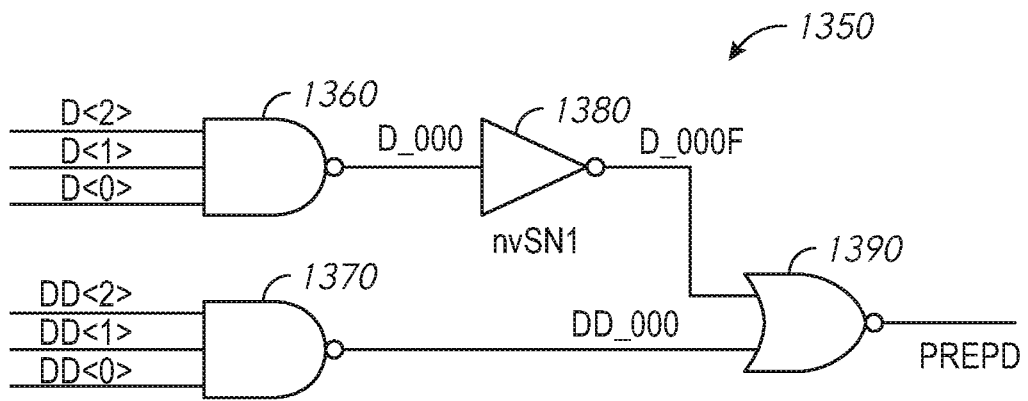 1350
1360
1380
D<2>
D<1>
D<0>
D_000
D_000F
nvSN1
1370
1390
DD<2>
DD<1>
DD<0>
DD_000
PREPD